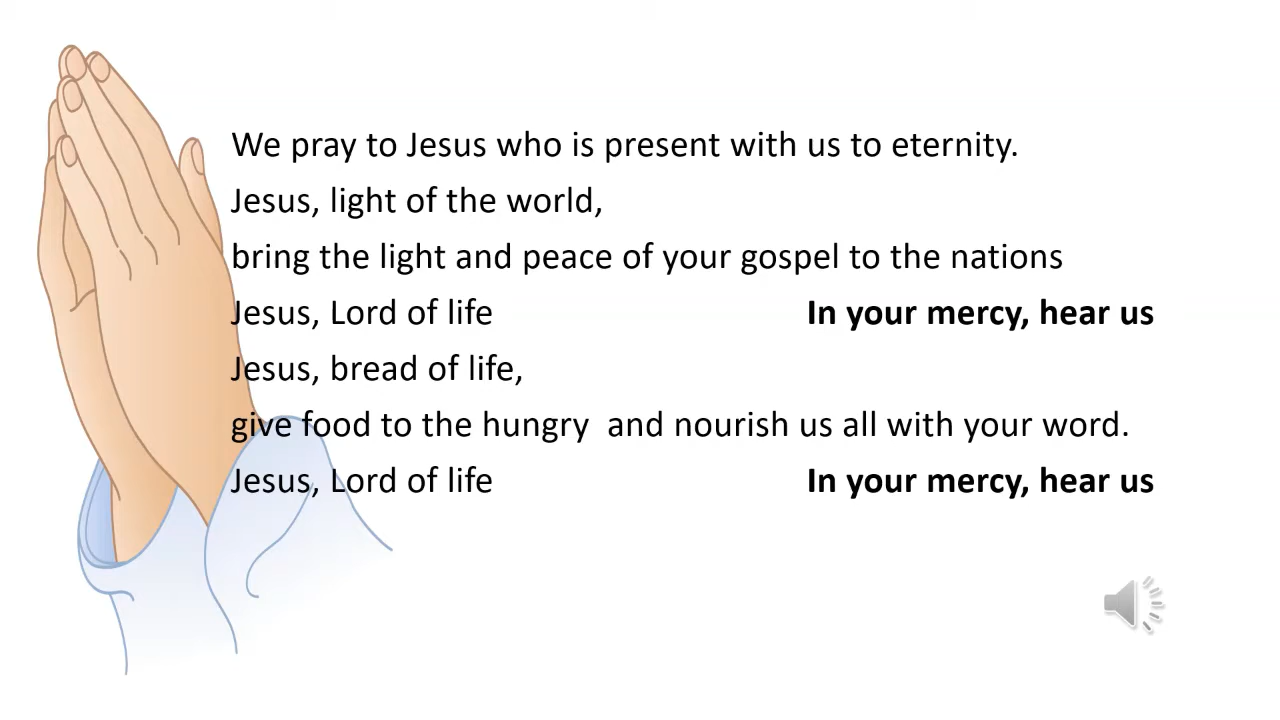 We pray to Jesus who is present with us to eternity.
Jesus, light of the world,
bring the light and peace of your gospel to the nations
Jesus, Lord of life In your mercy, hear us
Jesus, bread of life,
give food to the hungry  and nourish us all with your word.
Jesus, Lord of life In your mercy, hear us